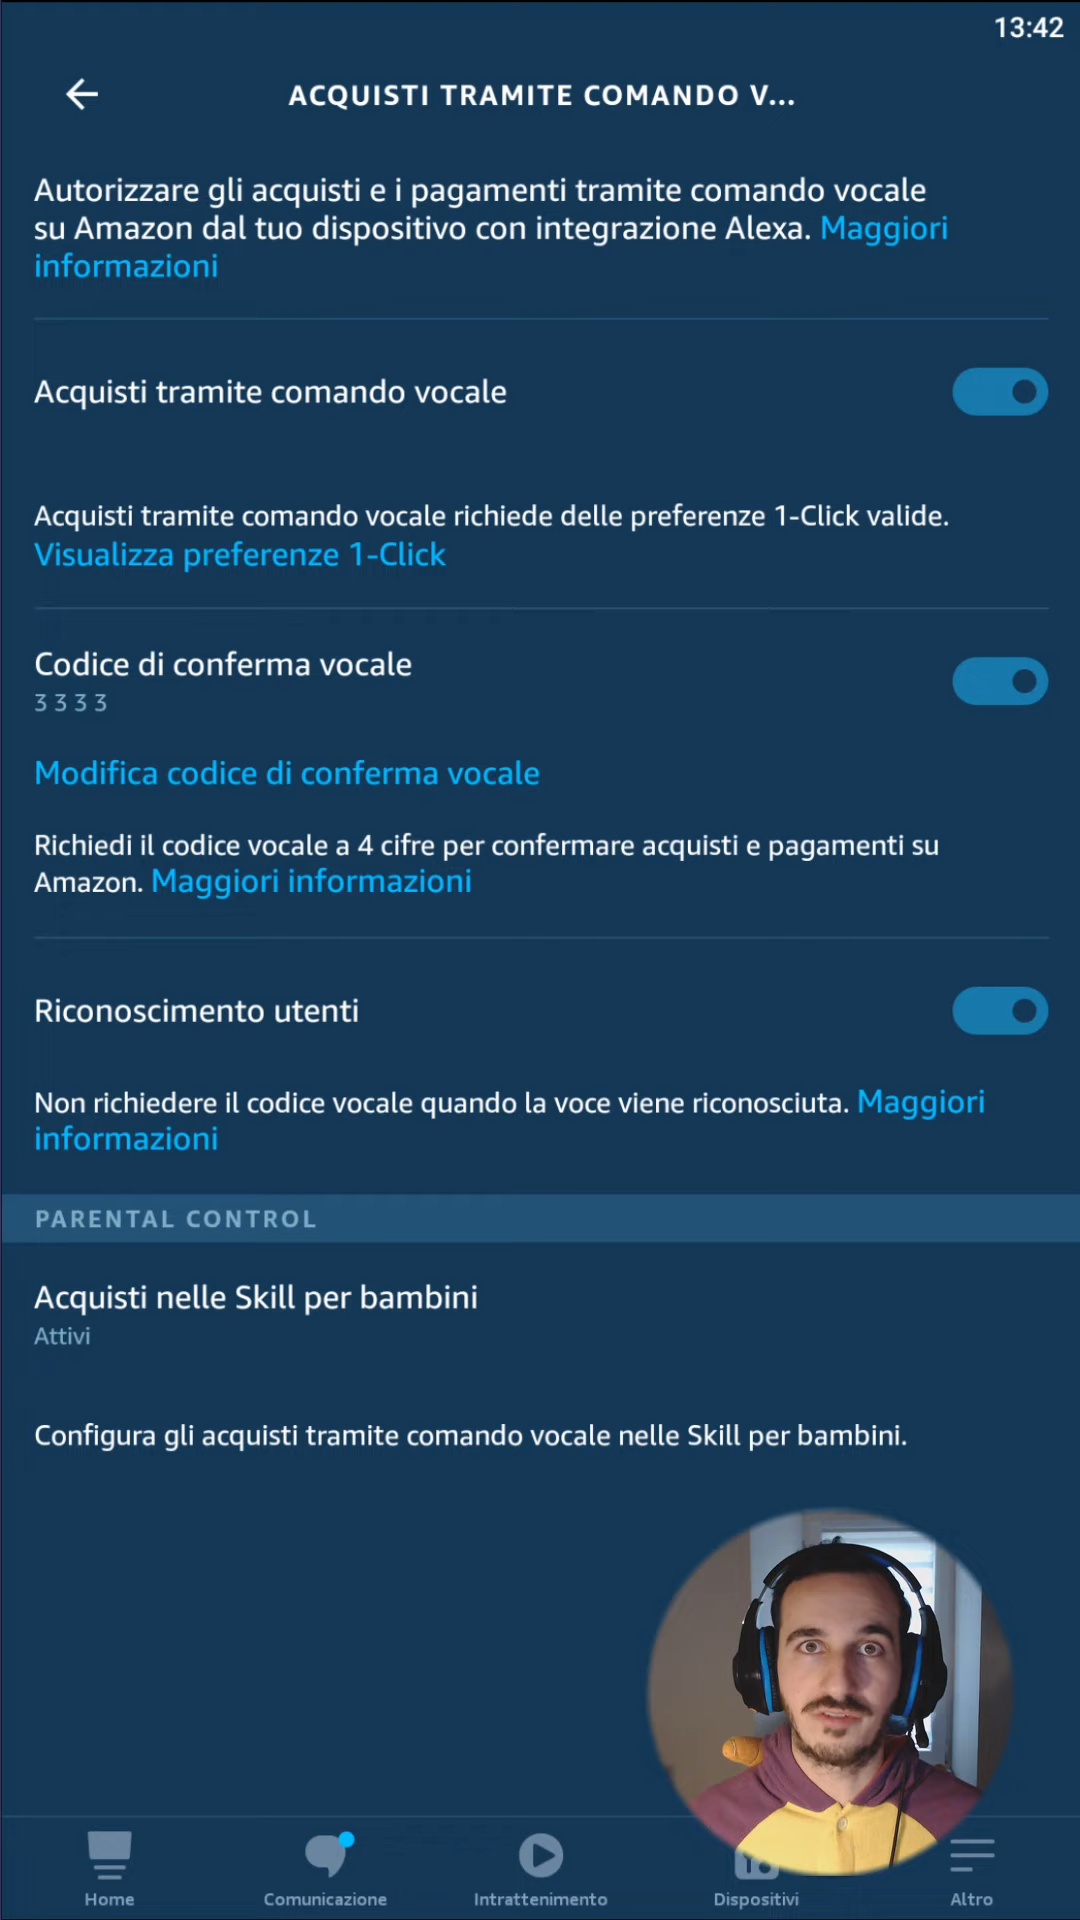 13:42
ACQUISTI TRAMITE COMANDO V...
Autorizzare gli acquisti e i pagamenti tramite comando vocale
su Amazon dal tuo dispositivo con integrazione Alexa. Maggiori
informazioni
Acquisti tramite comando vocale
Acquisti tramite comando vocale richiede delle preferenze 1-Click valide.
Visualizza preferenze 1-Click
Codice di conferma vocale
3 3 3 3
Modifica codice di conferma vocale
Richiedi il codice vocale a 4 cifre per confermare acquisti e pagamenti su
Amazon. Maggiori informazioni
Riconoscimento utenti
Non richiedere il codice vocale quando la voce viene riconosciuta. Maggiori
informazioni
PARENTAL CONTROL
Acquisti nelle Skill per bambini
Attivi
Configura gli acquisti tramite comando vocale nelle Skill per bambini.
Home
Comunicazione
Intrattenimento
Dispositivi
Altro